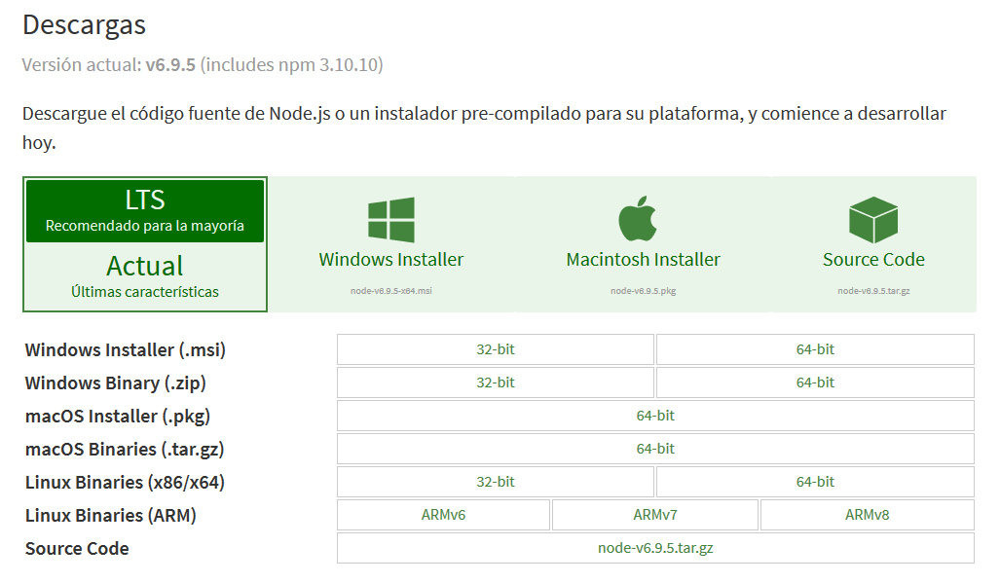 Descargas
Versión actual: v6.9.5 (includes npm 3.10.10)
Descargue el código fuente de Node.js o un instalador pre-compilado para su plataforma, y comience a desarrollar
hoy.
LTS
Recomendado para la mayoría
Actual
Últimas características
Windows Installer
node-v6.9.5-x64.msi
Macintosh Installer
node-v6.9.5.pkg
Source Code
node-v6.9.5.tar.gz
Windows Installer (.msi) 32-bit 64-bit
Windows Binary (.zip) 32-bit 64-bit
macOS Installer (.pkg) 64-bit
macOS Binaries (.tar.gz) 64-bit
Linux Binaries (x86/x64) 32-bit 64-bit
Linux Binaries (ARM) ARMv6 ARMv7 ARMv8
Source Code node-v6.9.5.tar.gz